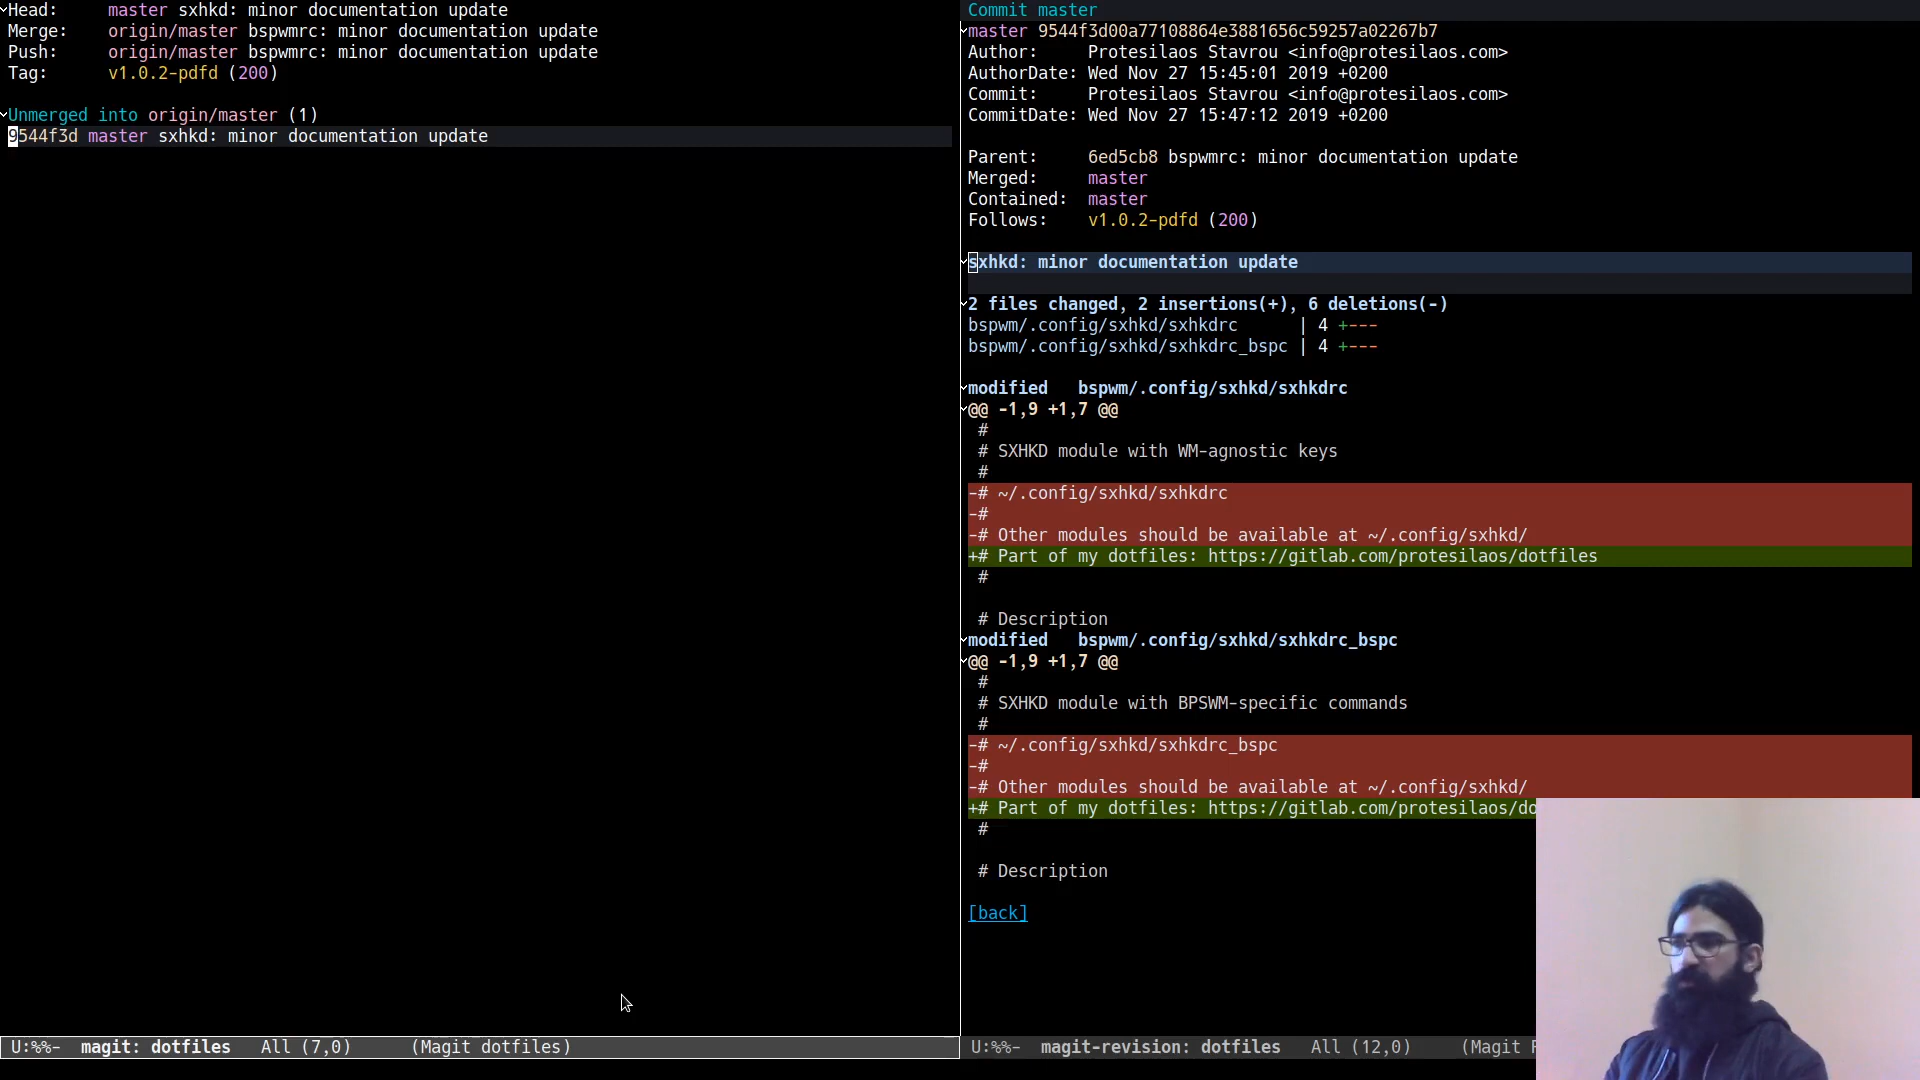 Head:     master sxhkd: minor documentation update
Merge:    origin/master bspwmrc: minor documentation update
Push:     origin/master bspwmrc: minor documentation update
Tag:      v1.0.2-pdfd (200)
Unmerged into origin/master (1)
9544f3d master sxhkd: minor documentation update
U:%%-  magit: dotfiles   All (7,0)      (Magit dotfiles)
Commit master
master 9544f3d00a77108864e3881656c59257a02267b7
Author:     Protesilaos Stavrou <info@protesilaos.com>
AuthorDate: Wed Nov 27 15:45:01 2019 +0200
Commit:     Protesilaos Stavrou <info@protesilaos.com>
CommitDate: Wed Nov 27 15:47:12 2019 +0200
Parent:     6ed5cb8 bspwmrc: minor documentation update
Merged:     master
Contained:  master
Follows:    v1.0.2-pdfd (200)
sxhkd: minor documentation update
2 files changed, 2 insertions(+), 6 deletions(-)
bspwm/.config/sxhkd/sxhkdrc      | 4 +---
bspwm/.config/sxhkd/sxhkdrc_bspc | 4 +---
modified   bspwm/.config/sxhkd/sxhkdrc
@@ -1,9 +1,7 @@
 #
 # SXHKD module with WM-agnostic keys
 #
-# ~/.config/sxhkd/sxhkdrc
-#
-# Other modules should be available at ~/.config/sxhkd/
+# Part of my dotfiles: https://gitlab.com/protesilaos/dotfiles
 #
 # Description
modified   bspwm/.config/sxhkd/sxhkdrc_bspc
@@ -1,9 +1,7 @@
 #
 # SXHKD module with BPSWM-specific commands
 #
-# ~/.config/sxhkd/sxhkdrc_bspc
-#
-# Other modules should be available at ~/.config/sxhkd/
+# Part of my dotfiles: https://gitlab.com/protesilaos/do
 #
 # Description
[back]
U:%%-  magit-revision: dotfiles   All (12,0)     (Magit